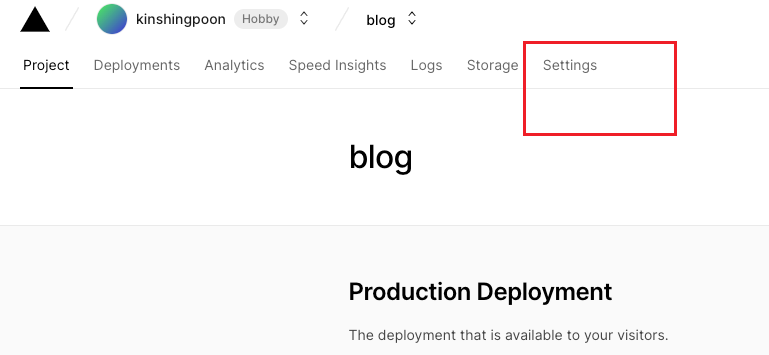 kinshingpoon Hobby blog
Project Deployments Analytics Speed Insights Logs Storage Settings
blog
Production Deployment
The deployment that is available to your visitors.